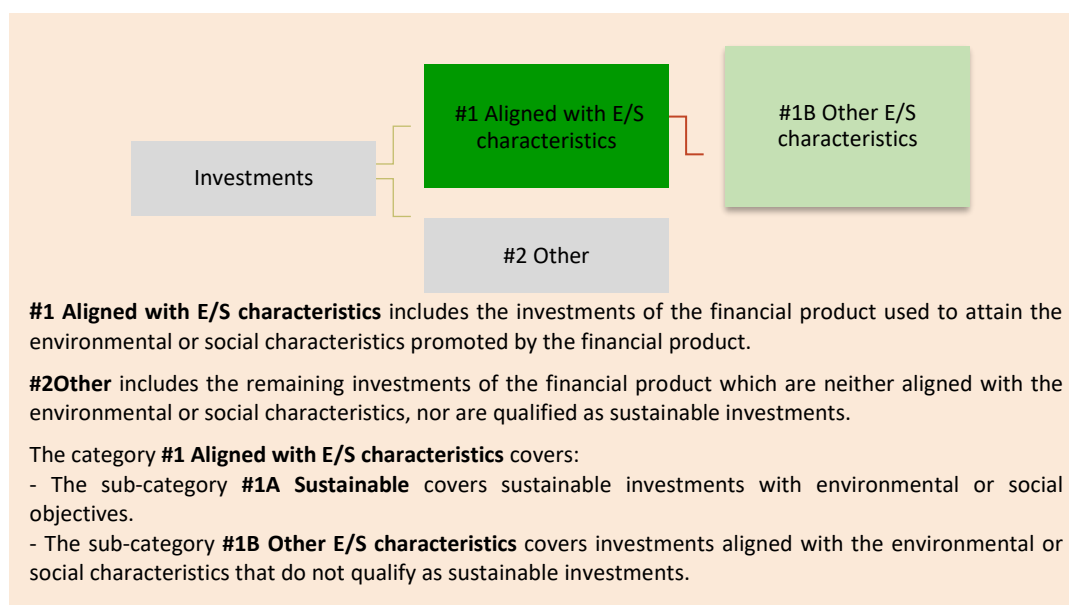 #1 Aligned with E/S
characteristics
#1B Other E/S
characteristics
Investments
#2 Other
#1 Aligned with E/S characteristics includes the investments of the financial product used to attain the
environmental or social characteristics promoted by the financial product.
#2Other includes the remaining investments of the financial product which are neither aligned with the
environmental or social characteristics, nor are qualified as sustainable investments.
The category #1 Aligned with E/S characteristics covers:
- The sub-category #1A Sustainable covers sustainable investments with environmental or social
objectives.
- The sub-category #1B Other E/S characteristics covers investments aligned with the environmental or
social characteristics that do not qualify as sustainable investments.